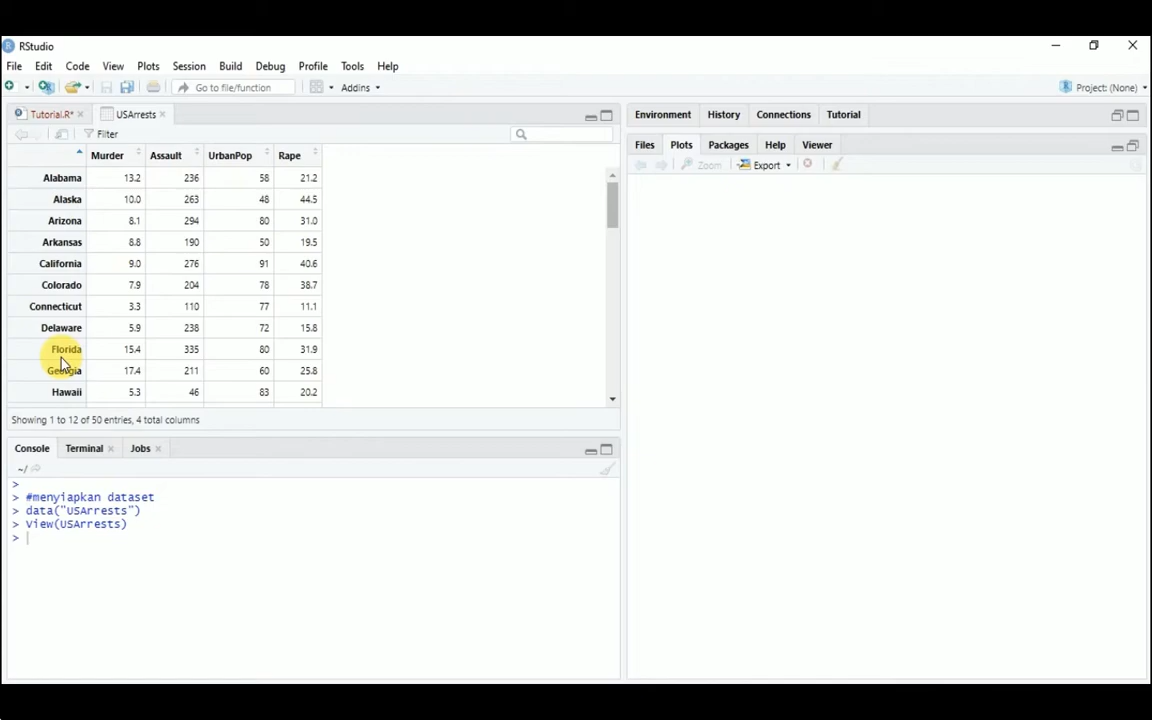 RStudio
File Edit Code View Plots Session Build Debug Profile Tools Help
Go to file/function Addins Project: (None)
Tutorial.R* USArrests
Filter
Murder Assault UrbanPop Rape
Alabama 13.2 236 58 21.2
Alaska 10.0 263 48 44.5
Arizona 8.1 294 80 31.0
Arkansas 8.8 190 50 19.5
California 9.0 276 91 40.6
Colorado 7.9 204 78 38.7
Connecticut 3.3 110 77 11.1
Delaware 5.9 238 72 15.8
Florida 15.4 335 80 31.9
Georgia 17.4 211 60 25.8
Hawaii 5.3 46 83 20.2
Showing 1 to 12 of 50 entries, 4 total columns
Console Terminal Jobs
~/
>
> #menyiapkan dataset
> data("USArrests")
> View(USArrests)
>
Environment History Connections Tutorial
Files Plots Packages Help Viewer
Zoom Export